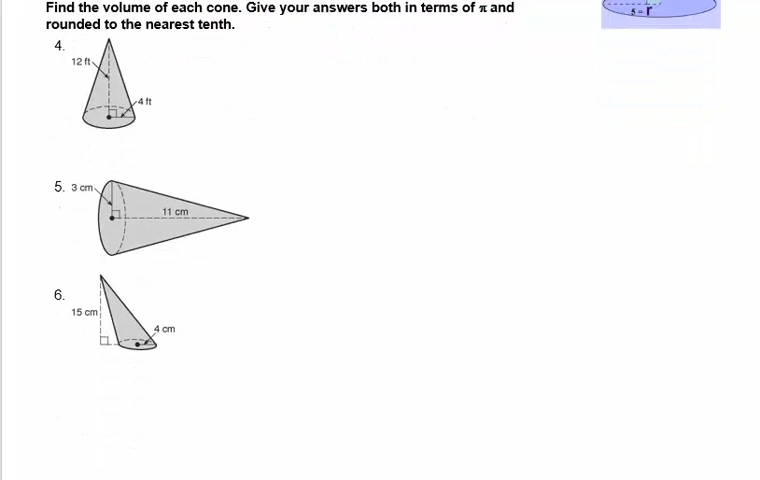 Find the volume of each cone. Give your answers both in terms of π and
rounded to the nearest tenth.
s = r
4.
12 ft
4 ft
5. 3 cm
11 cm
6.
15 cm
4 cm